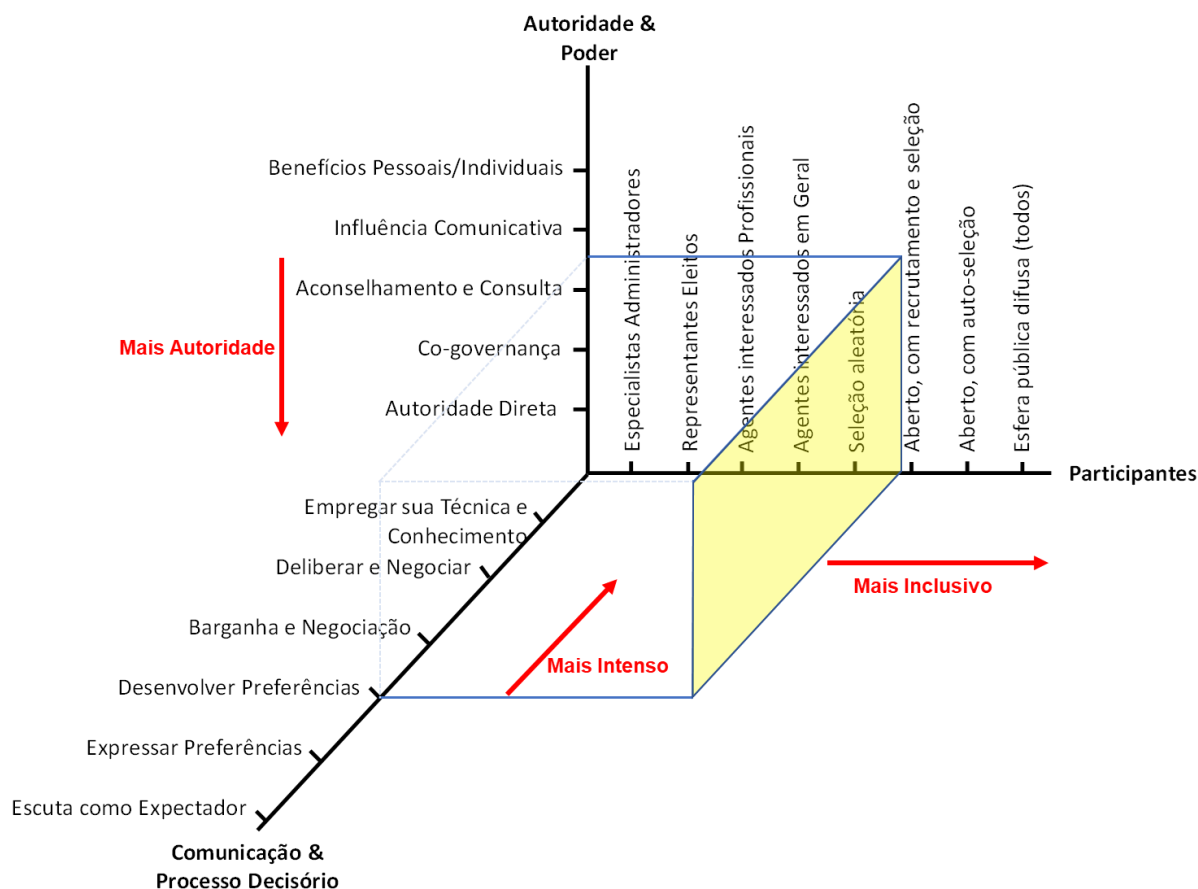 Autoridade &
Poder
Benefícios Pessoais/Individuais
Influência Comunicativa
Aconselhamento e Consulta
Co-governança
Autoridade Direta
Mais Autoridade
Especialistas Administradores
Representantes Eleitos
Agentes interessados Profissionais
Agentes interessados em Geral
Seleção aleatória
Aberto, com recrutamento e seleção
Aberto, com auto-seleção
Esfera pública difusa (todos)
Participantes
Empregar sua Técnica e
Conhecimento
Deliberar e Negociar
Barganha e Negociação
Desenvolver Preferências
Expressar Preferências
Escuta como Expectador
Mais Inclusivo
Mais Intenso
Comunicação &
Processo Decisório